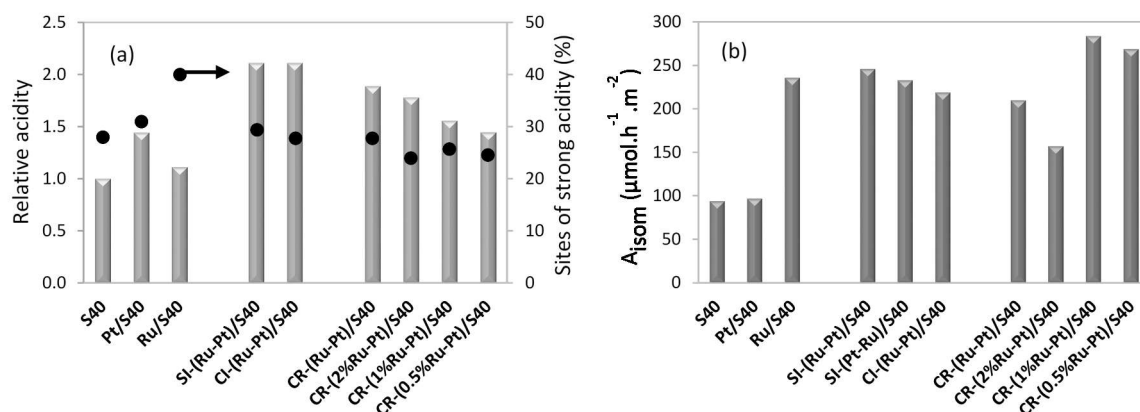 (a)
Relative acidity
2.5
2.0
1.5
1.0
0.5
0.0
50
40
30
20
10
0
Sites of strong acidity (%)
S40
Pt/S40
Ru/S40
SI-(Ru-Pt)/S40
CI-(Ru-Pt)/S40
CR-(Ru-Pt)/S40
CR-(2%Ru-Pt)/S40
CR-(1%Ru-Pt)/S40
CR-(0.5%Ru-Pt)/S40
(b)
A isom (µmol.h -1 .m -2
300
250
200
150
100
50
0
S40
Pt/S40
Ru/S40
SI-(Ru-Pt)/S40
SI-(Pt-Ru)/S40
CI-(Ru-Pt)/S40
CR-(Ru-Pt)/S40
CR-(2%Ru-Pt)/S40
CR-(1%Ru-Pt)/S40
CR-(0.5%Ru-Pt)/S40